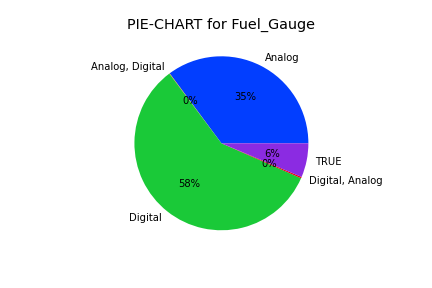 PIE-CHART for Fuel_Gauge
Analog
Analog, Digital
35%
0%
6%
TRUE
0%
Digital, Analog
58%
Digital